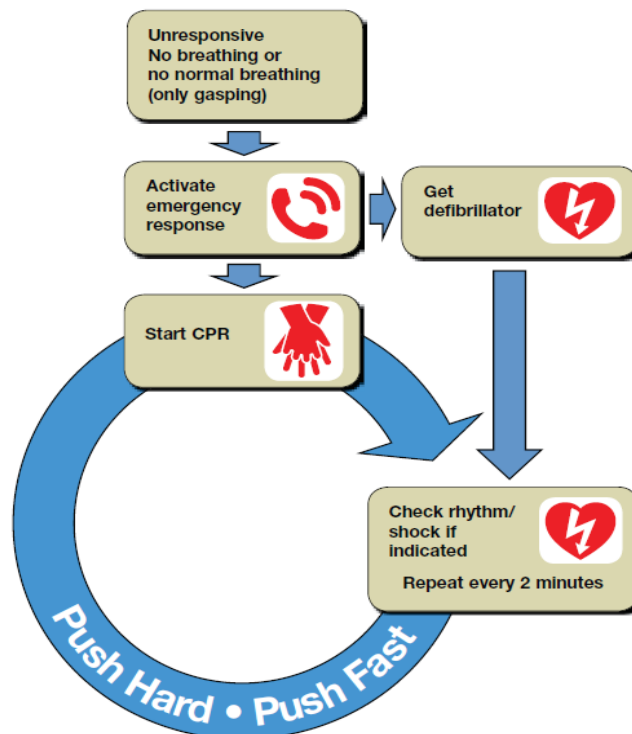 Unresponsive
No breathing or
no normal breathing
(only gasping)
Activate
emergency
response
Get
defibrillator
Start CPR
Check rhythm/
shock if
indicated
Repeat every 2 minutes
Push Hard • Push Fast